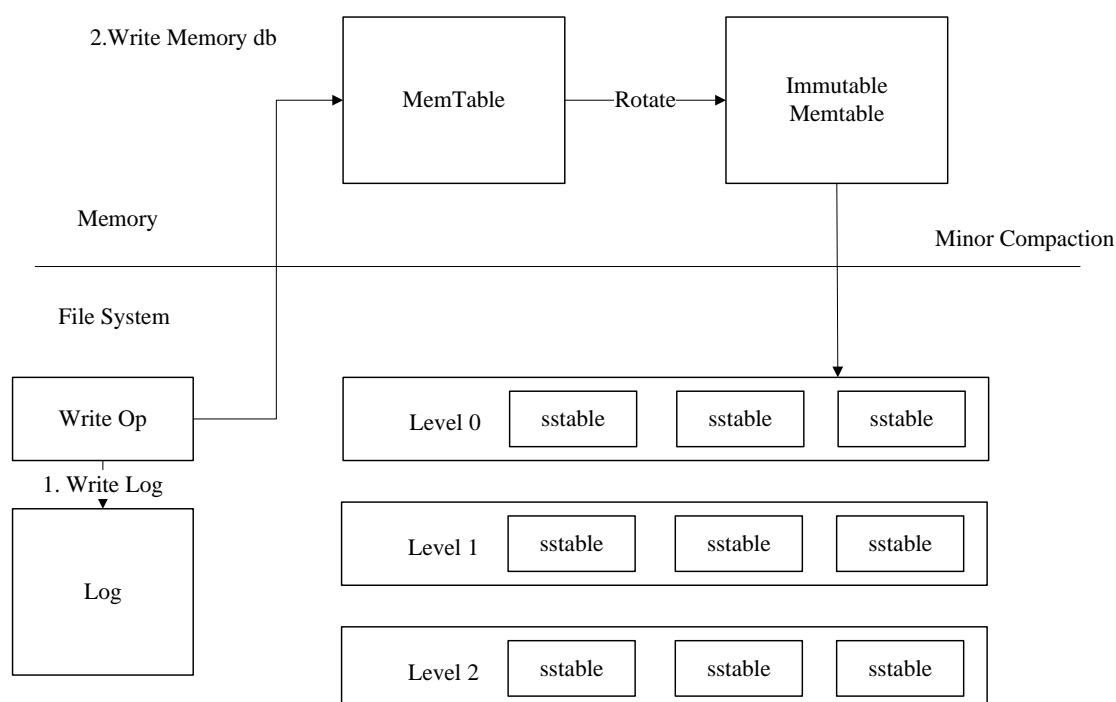 2.Write Memory db
MemTable
Rotate
Immutable
Memtable
Memory
Minor Compaction
File System
Write Op
1. Write Log
Log
Level 0
sstable
sstable
sstable
Level 1
sstable
sstable
sstable
Level 2
sstable
sstable
sstable